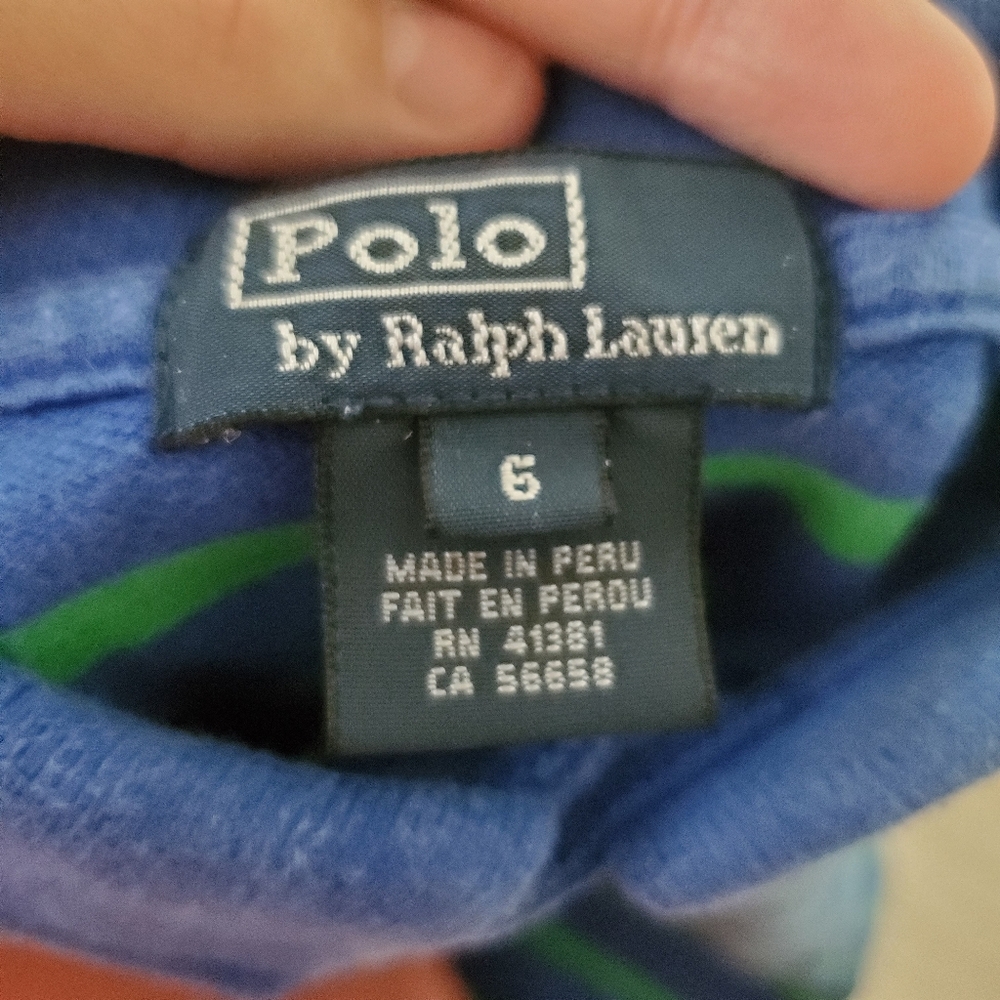 Polo
by Ralph Lauren
6
MADE IN PERU
FAIT EN PEROU
RN 41381
CA 56658